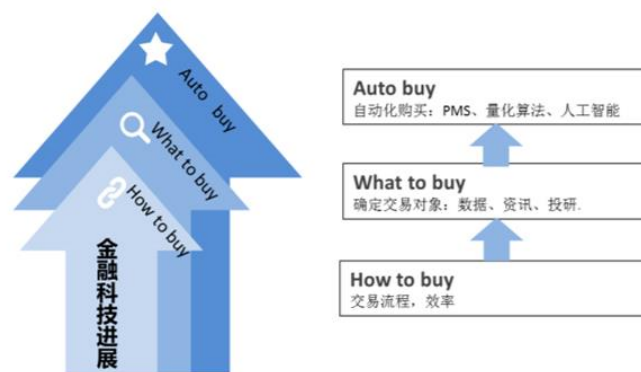 Auto buy
What to buy
How to buy
金融科技进展
Auto buy
自动化购买：PMS、量化算法、人工智能
What to buy
确定交易对象：数据、资讯、投研.
How to buy
交易流程，效率